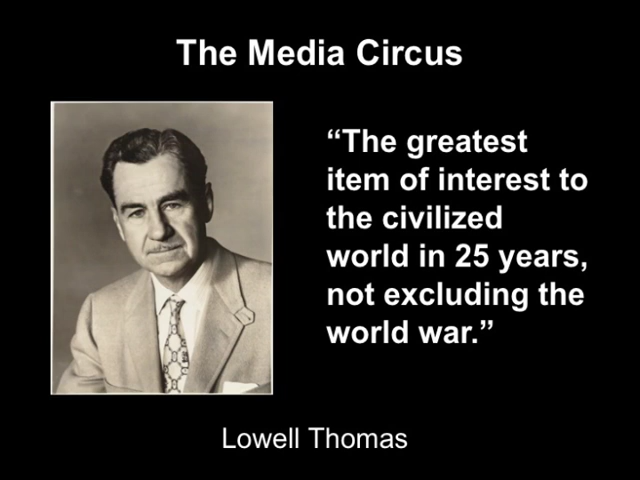 The Media Circus
“The greatest
item of interest to
the civilized
world in 25 years,
not excluding the
world war.”
Lowell Thomas